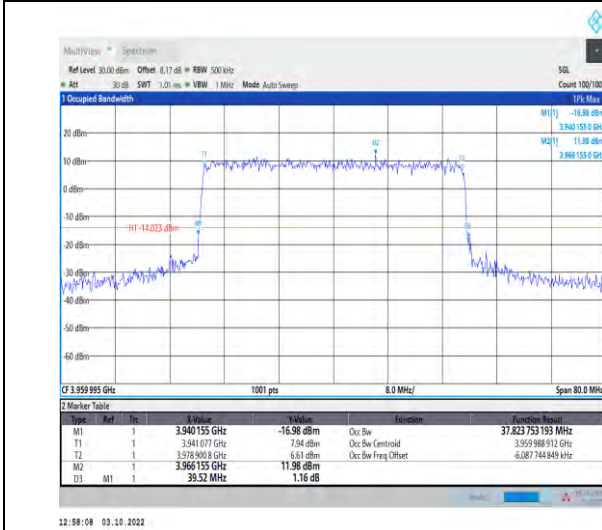 MultiView Spectrum
Ref Level 30.00 dBm Offset 8.17 dB RBW 500 kHz SGL
Att 30 dB SWT 1.01 ms VBW 1 MHz Mode Auto Sweep Count 100/100
1 Occupied Bandwidth 1Pk Max
M1[1] -16.98 dBm
3.940 155 0 GHz
M2[1] 11.98 dBm
3.966 155 0 GHz
20 dBm
T1 M2
10 dBm
0 dBm
-10 dBm
H1 -14.023 dBm
-30 dBm
-40 dBm
-50 dBm
-60 dBm
CF 3.959 995 GHz 1001 pts 8.0 MHz/ Span 80.0 MHz
2 Marker Table
Type Ref Trc X-Value Y-Value Function Function Result
M1 1 3.940 155 GHz -16.98 dBm Occ Bw 37.823 753 193 MHz
T1 1 3.941 077 GHz 7.94 dBm Occ Bw Centroid 3.959 988 912 GHz
T2 1 3.978 900 8 GHz 6.61 dBm Occ Bw Freq Offset -6.087 744 849 kHz
M2 1 3.966 155 GHz 11.98 dBm
D3 M1 1 39.52 MHz 1.16 dB
12:58:08 03.10.2022